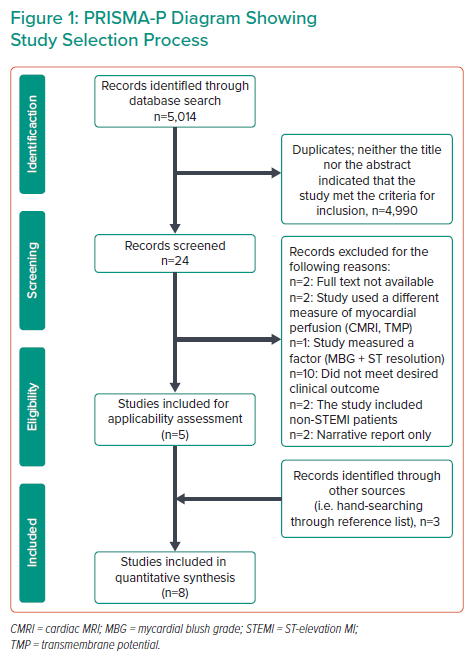 Figure 1: PRISMA-P Diagram Showing
Study Selection Process
Identificaction
Records identified through
database search
n=5,014
Duplicates; neither the title
nor the abstract
indicated that the
study met the criteria for
inclusion, n=4,990
Screening
Records screened
n=24
Records excluded for the
following reasons:
n=2: Full text not available
n=2: Study used a different
measure of myocardial
perfusion (CMRI, TMP)
n=1: Study measured a
factor (MBG + ST resolution)
n=10: Did not meet desired
clinical outcome
n=2: The study included
non-STEMI patients
n=2: Narrative report only
Eligibility
Studies included for
applicability assessment
(n=5)
Records identified through
other sources
(i.e. hand-searching
through reference list), n=3
Included
Studies included in
quantitative synthesis
(n=8)
CMRI = cardiac MRI; MBG = myocardial blush grade; STEMI = ST-elevation MI;
TMP = transmembrane potential.